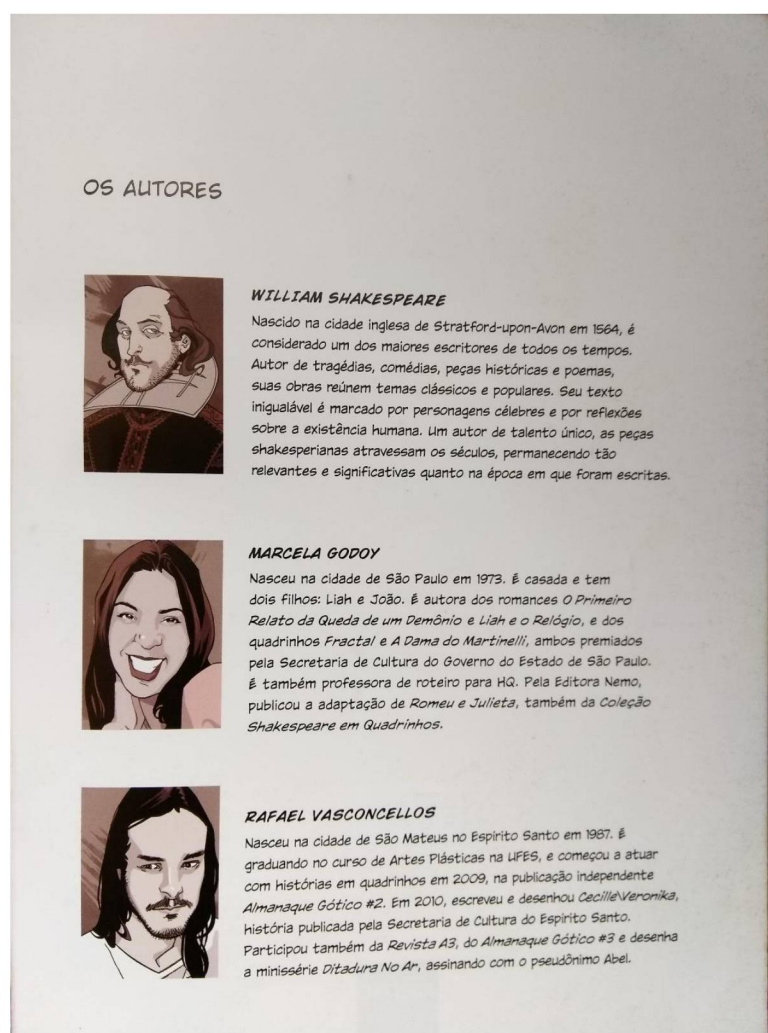 OS AUTORES
WILLIAM SHAKESPEARE
Nascido na cidade inglesa de Stratford-upon-Avon em 1564, é
considerado um dos maiores escritores de todos os tempos.
Autor de tragédias, comédias, peças históricas e poemas,
suas obras reúnem temas clássicos e populares. Seu texto
inigualável é marcado por personagens célebres e por reflexões
sobre a existência humana. Um autor de talento único, as peças
shakesperianas atravessam os séculos, permanecendo tão
relevantes e significativas quanto na época em que foram escritas.
MARCELA GODOY
Nasceu na cidade de São Paulo em 1973. É casada e tem
dois filhos: Liah e João. É autora dos romances O Primeiro
Relato da Queda de um Demônio e Liah e o Relógio, e dos
quadrinhos Fractal e A Dama do Martinelli, ambos premiados
pela Secretaria de Cultura do Governo do Estado de São Paulo.
É também professora de roteiro para HQ. Pela Editora Nemo,
publicou a adaptação de Romeu e Julieta, também da Coleção
Shakespeare em Quadrinhos.
RAFAEL VASCONCELLOS
Nasceu na cidade de São Mateus no Espírito Santo em 1987. É
graduando no curso de Artes Plásticas na UFES, e começou a atuar
com histórias em quadrinhos em 2009, na publicação independente
Almanaque Gótico #2. Em 2010, escreveu e desenhou Cecille\Veronika,
história publicada pela Secretaria de Cultura do Espírito Santo.
Participou também da Revista A3, do Almanaque Gótico #3 e desenha
a minissérie Ditadura No Ar, assinando com o pseudônimo Abel.